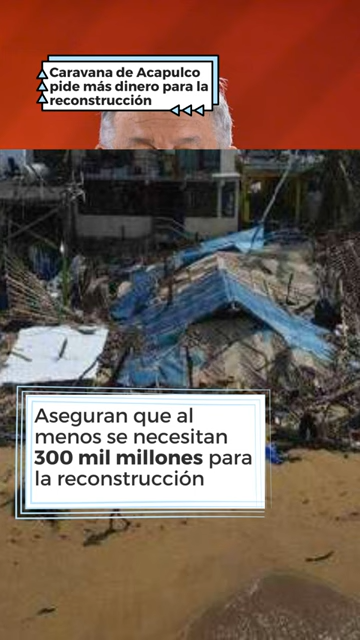 Caravana de Acapulco
pide más dinero para la
reconstrucción
Aseguran que al
menos se necesitan
300 mil millones para
la reconstrucción